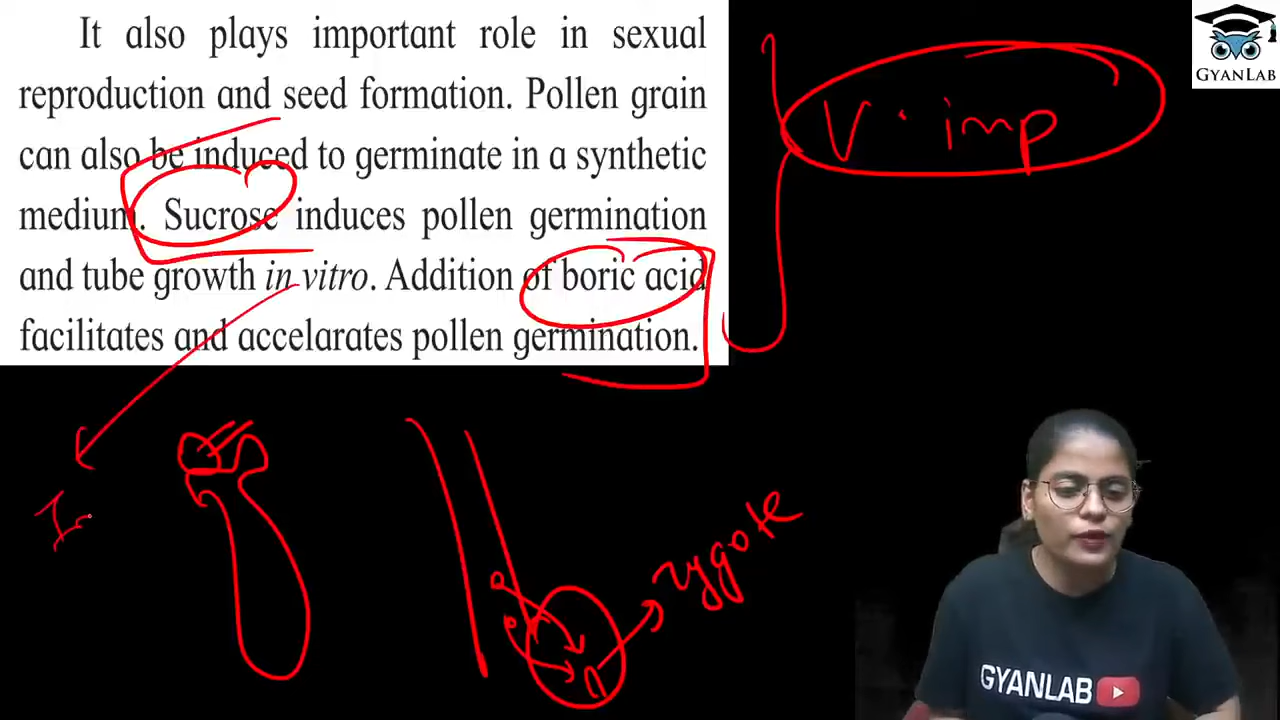 It also plays important role in sexual
reproduction and seed formation. Pollen grain
can also be induced to germinate in a synthetic
medium. Sucrose induces pollen germination
and tube growth in vitro. Addition of boric acid
facilitates and accelarates pollen germination.
V. imp
GYANLAB
zygote
GYANLAB